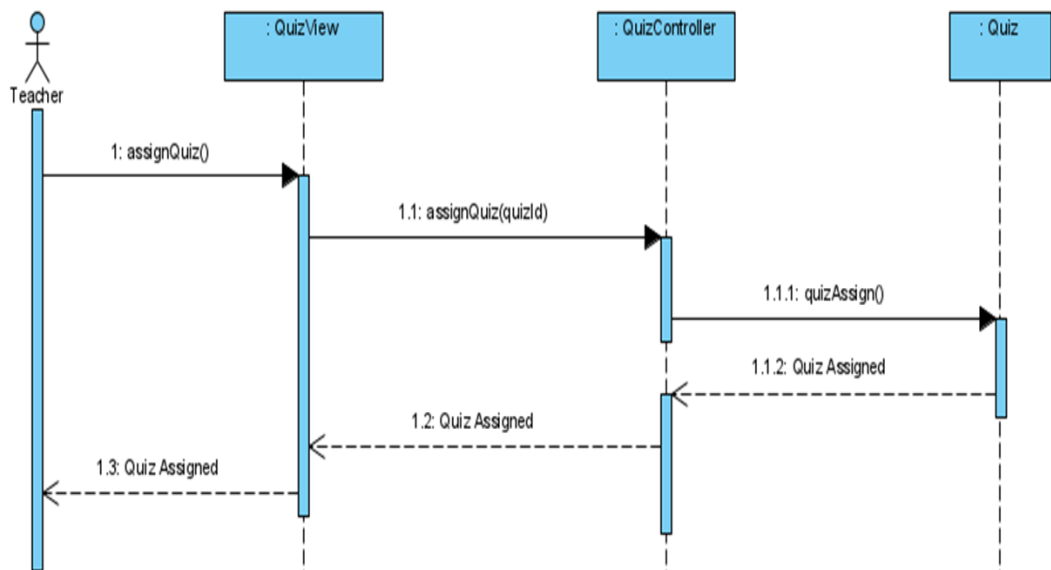 : QuizView
: QuizController
: Quiz
Teacher
1: assignQuiz()
1.1: assignQuiz(quizId)
1.1.1: quizAssign()
1.1.2: Quiz Assigned
1.2: Quiz Assigned
1.3: Quiz Assigned